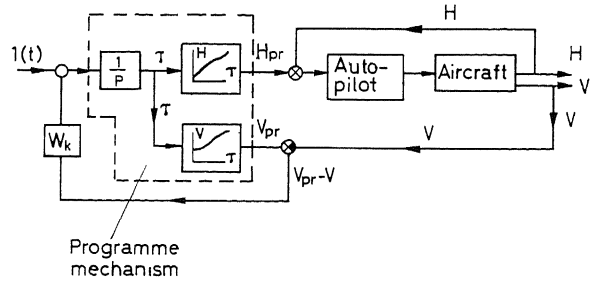 H
1(t)
1/P
τ
H
τ
H_pr
Auto-
pilot
Aircraft
H
V
τ
W_k
V
τ
V_pr
V
V
V_pr-V
Programme
mechanism